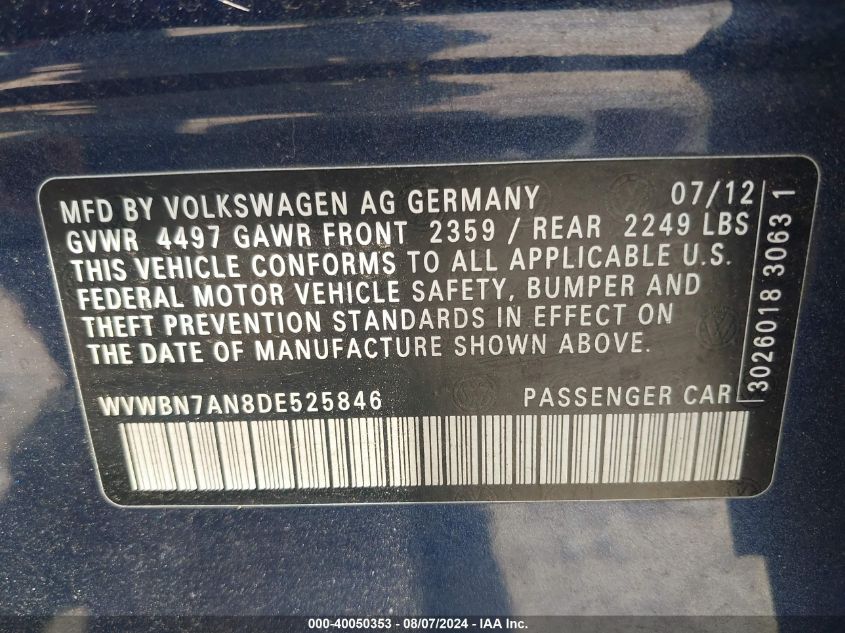 MFD BY VOLKSWAGEN AG GERMANY 07/12
GVWR 4497 GAWR FRONT 2359 / REAR 2249 LBS
THIS VEHICLE CONFORMS TO ALL APPLICABLE U.S.
FEDERAL MOTOR VEHICLE SAFETY, BUMPER AND
THEFT PREVENTION STANDARDS IN EFFECT ON
THE DATE OF MANUFACTURE SHOWN ABOVE.
WVWBN7AN8DE525846 PASSENGER CAR
3026018 3063 1
000-40050353 — 08/07/2024 — IAA Inc.